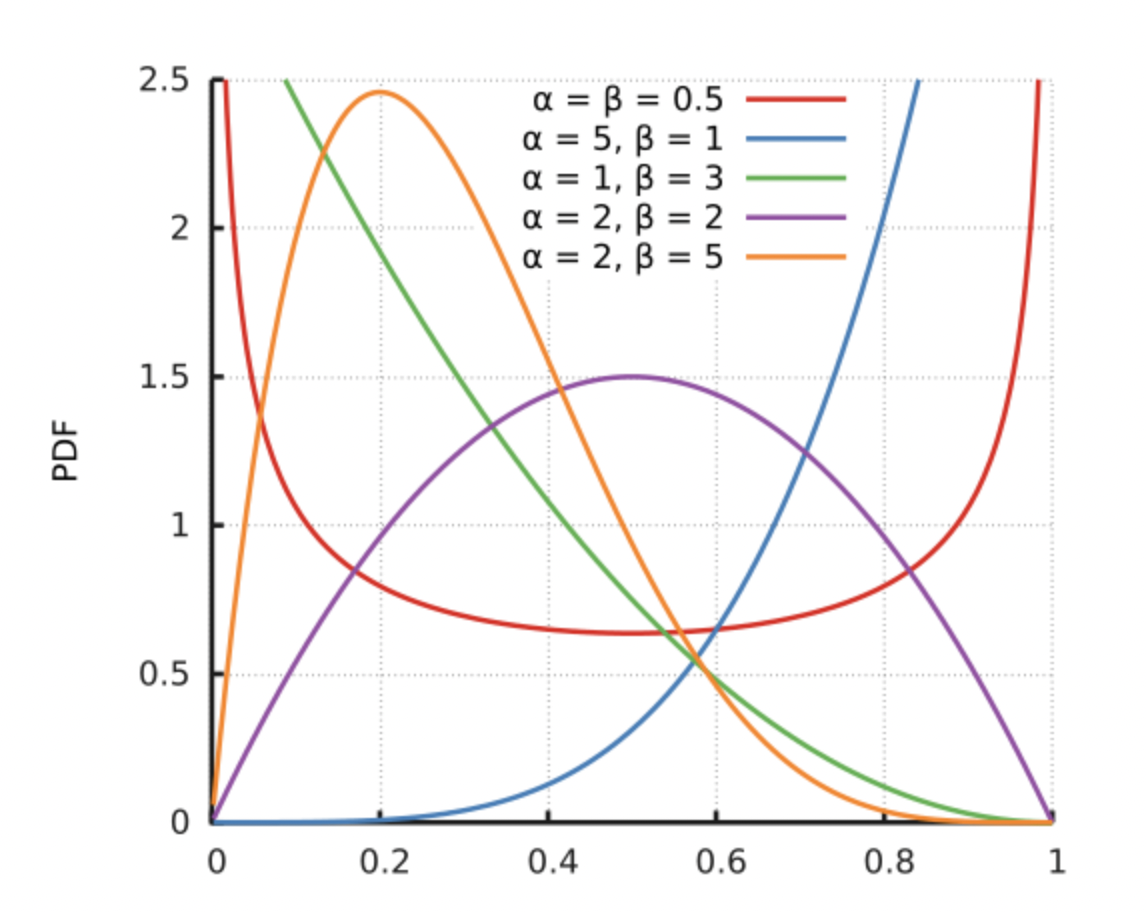 2.5
α = β = 0.5
α = 5, β = 1
α = 1, β = 3
α = 2, β = 2
α = 2, β = 5
2
1.5
PDF
1
0.5
0
0 0.2 0.4 0.6 0.8 1